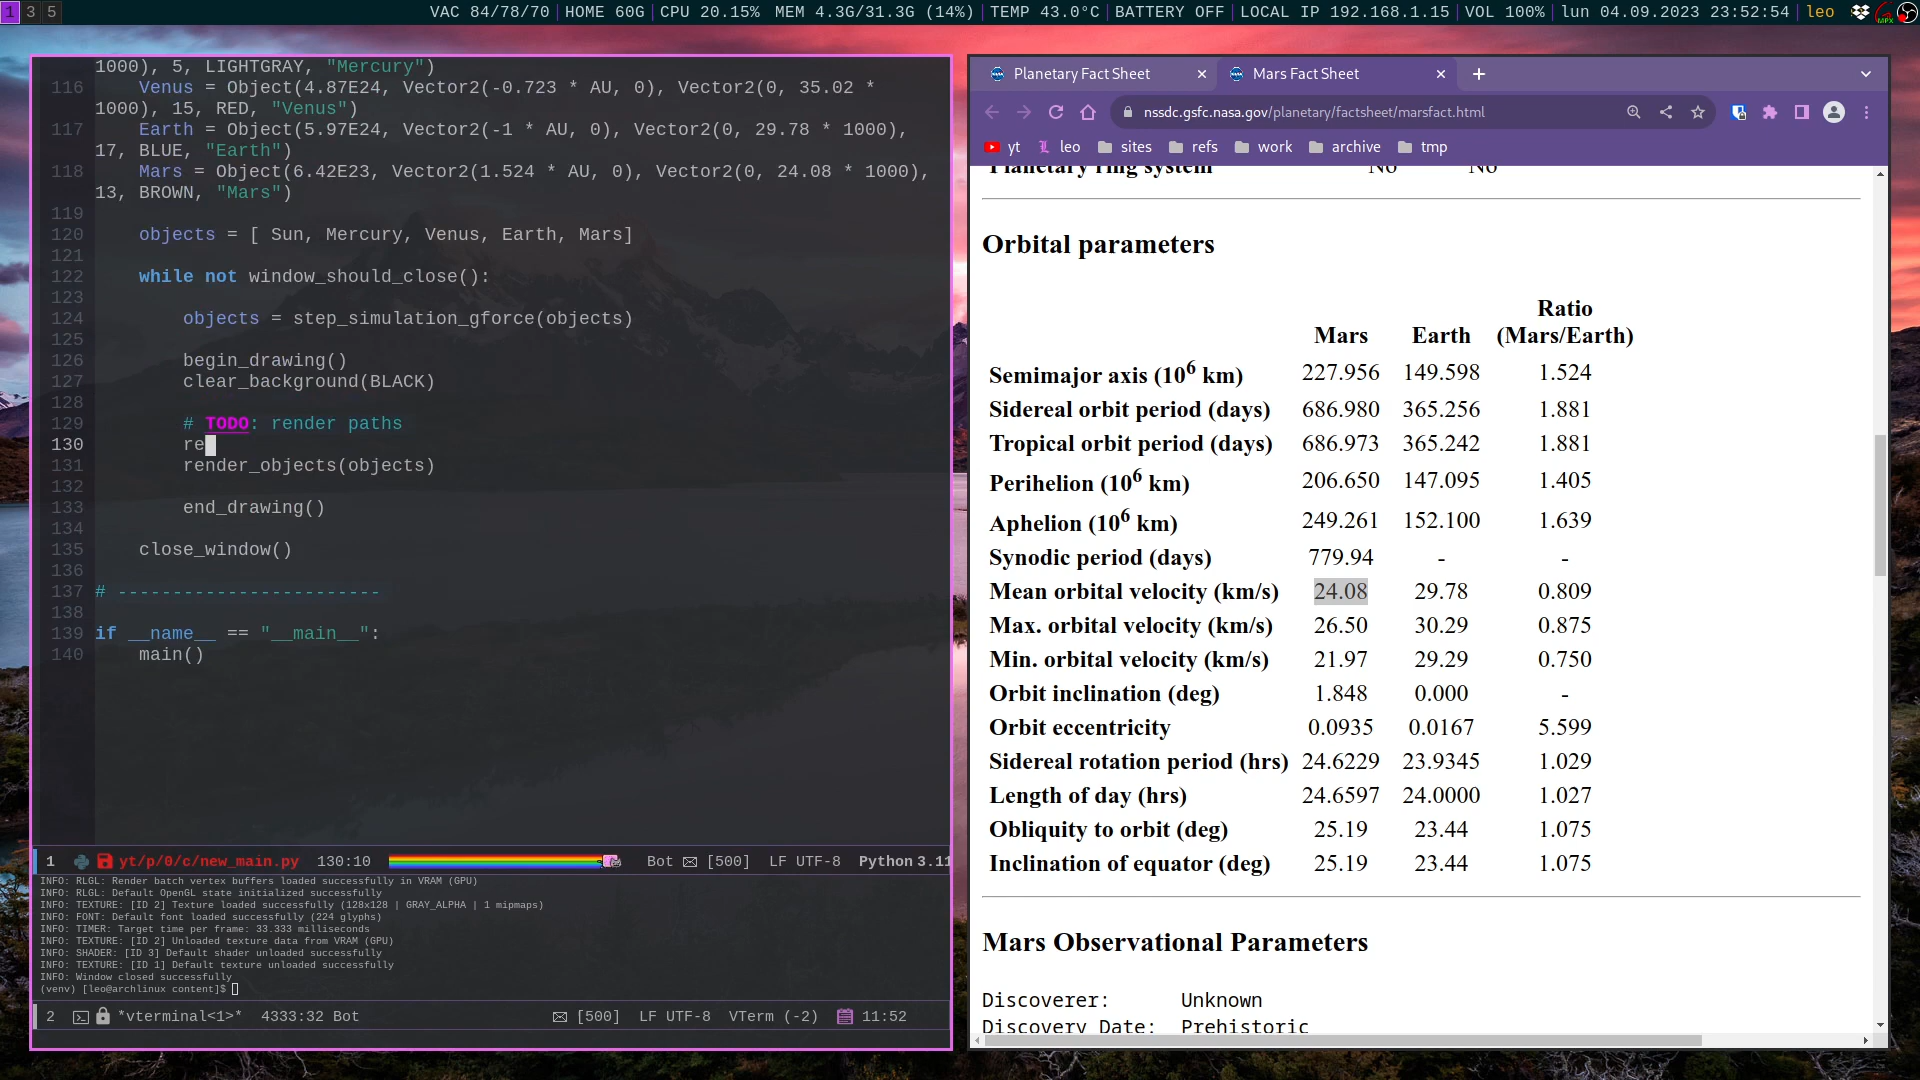 1 3 5
VAC 84/78/70 HOME 60G CPU 20.15% MEM 4.3G/31.3G (14%) TEMP 43.0°C BATTERY OFF LOCAL IP 192.168.1.15 VOL 100% lun 04.09.2023 23:52:54 leo
1000), 5, LIGHTGRAY, "Mercury")
116 Venus = Object(4.87E24, Vector2(-0.723 * AU, 0), Vector2(0, 35.02 *
1000), 15, RED, "Venus")
117 Earth = Object(5.97E24, Vector2(-1 * AU, 0), Vector2(0, 29.78 * 1000),
17, BLUE, "Earth")
118 Mars = Object(6.42E23, Vector2(1.524 * AU, 0), Vector2(0, 24.08 * 1000),
13, BROWN, "Mars")
119
120 objects = [ Sun, Mercury, Venus, Earth, Mars]
121
122 while not window_should_close():
123
124 objects = step_simulation_gforce(objects)
125
126 begin_drawing()
127 clear_background(BLACK)
128
129 # TODO: render paths
130 re
131 render_objects(objects)
132
133 end_drawing()
134
135 close_window()
136
137 # ------------------------
138
139 if __name__ == "__main__":
140 main()
1 yt/p/0/c/new_main.py 130:10 Bot [500] LF UTF-8 Python 3.11
INFO: RLGL: Render batch vertex buffers loaded successfully in VRAM (GPU)
INFO: RLGL: Default OpenGL state initialized successfully
INFO: TEXTURE: [ID 2] Texture loaded successfully (128x128 | GRAY_ALPHA | 1 mipmaps)
INFO: FONT: Default font loaded successfully (224 glyphs)
INFO: TIMER: Target time per frame: 33.333 milliseconds
INFO: TEXTURE: [ID 2] Unloaded texture data from VRAM (GPU)
INFO: SHADER: [ID 3] Default shader unloaded successfully
INFO: TEXTURE: [ID 1] Default texture unloaded successfully
INFO: Window closed successfully
(venv) [leo@archlinux content]$
2 *vterminal<1>* 4333:32 Bot [500] LF UTF-8 VTerm (-2) 11:52
Planetary Fact Sheet Mars Fact Sheet
nssdc.gsfc.nasa.gov/planetary/factsheet/marsfact.html
yt leo sites refs work archive tmp
Planetary ring system No No
Orbital parameters
Ratio
Mars Earth (Mars/Earth)
Semimajor axis (10^6 km) 227.956 149.598 1.524
Sidereal orbit period (days) 686.980 365.256 1.881
Tropical orbit period (days) 686.973 365.242 1.881
Perihelion (10^6 km) 206.650 147.095 1.405
Aphelion (10^6 km) 249.261 152.100 1.639
Synodic period (days) 779.94 - -
Mean orbital velocity (km/s) 24.08 29.78 0.809
Max. orbital velocity (km/s) 26.50 30.29 0.875
Min. orbital velocity (km/s) 21.97 29.29 0.750
Orbit inclination (deg) 1.848 0.000 -
Orbit eccentricity 0.0935 0.0167 5.599
Sidereal rotation period (hrs) 24.6229 23.9345 1.029
Length of day (hrs) 24.6597 24.0000 1.027
Obliquity to orbit (deg) 25.19 23.44 1.075
Inclination of equator (deg) 25.19 23.44 1.075
Mars Observational Parameters
Discoverer: Unknown
Discovery Date: Prehistoric